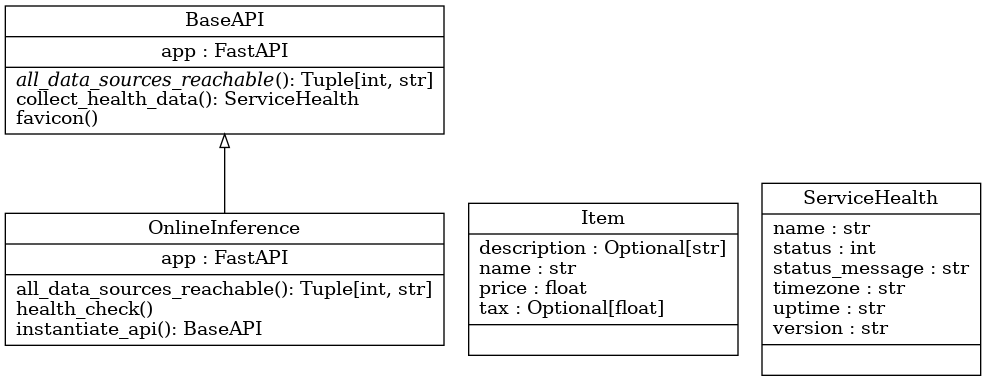 BaseAPI
app : FastAPI
all_data_sources_reachable(): Tuple[int, str]
collect_health_data(): ServiceHealth
favicon()
OnlineInference
app : FastAPI
all_data_sources_reachable(): Tuple[int, str]
health_check()
instantiate_api(): BaseAPI
Item
description : Optional[str]
name : str
price : float
tax : Optional[float]
ServiceHealth
name : str
status : int
status_message : str
timezone : str
uptime : str
version : str